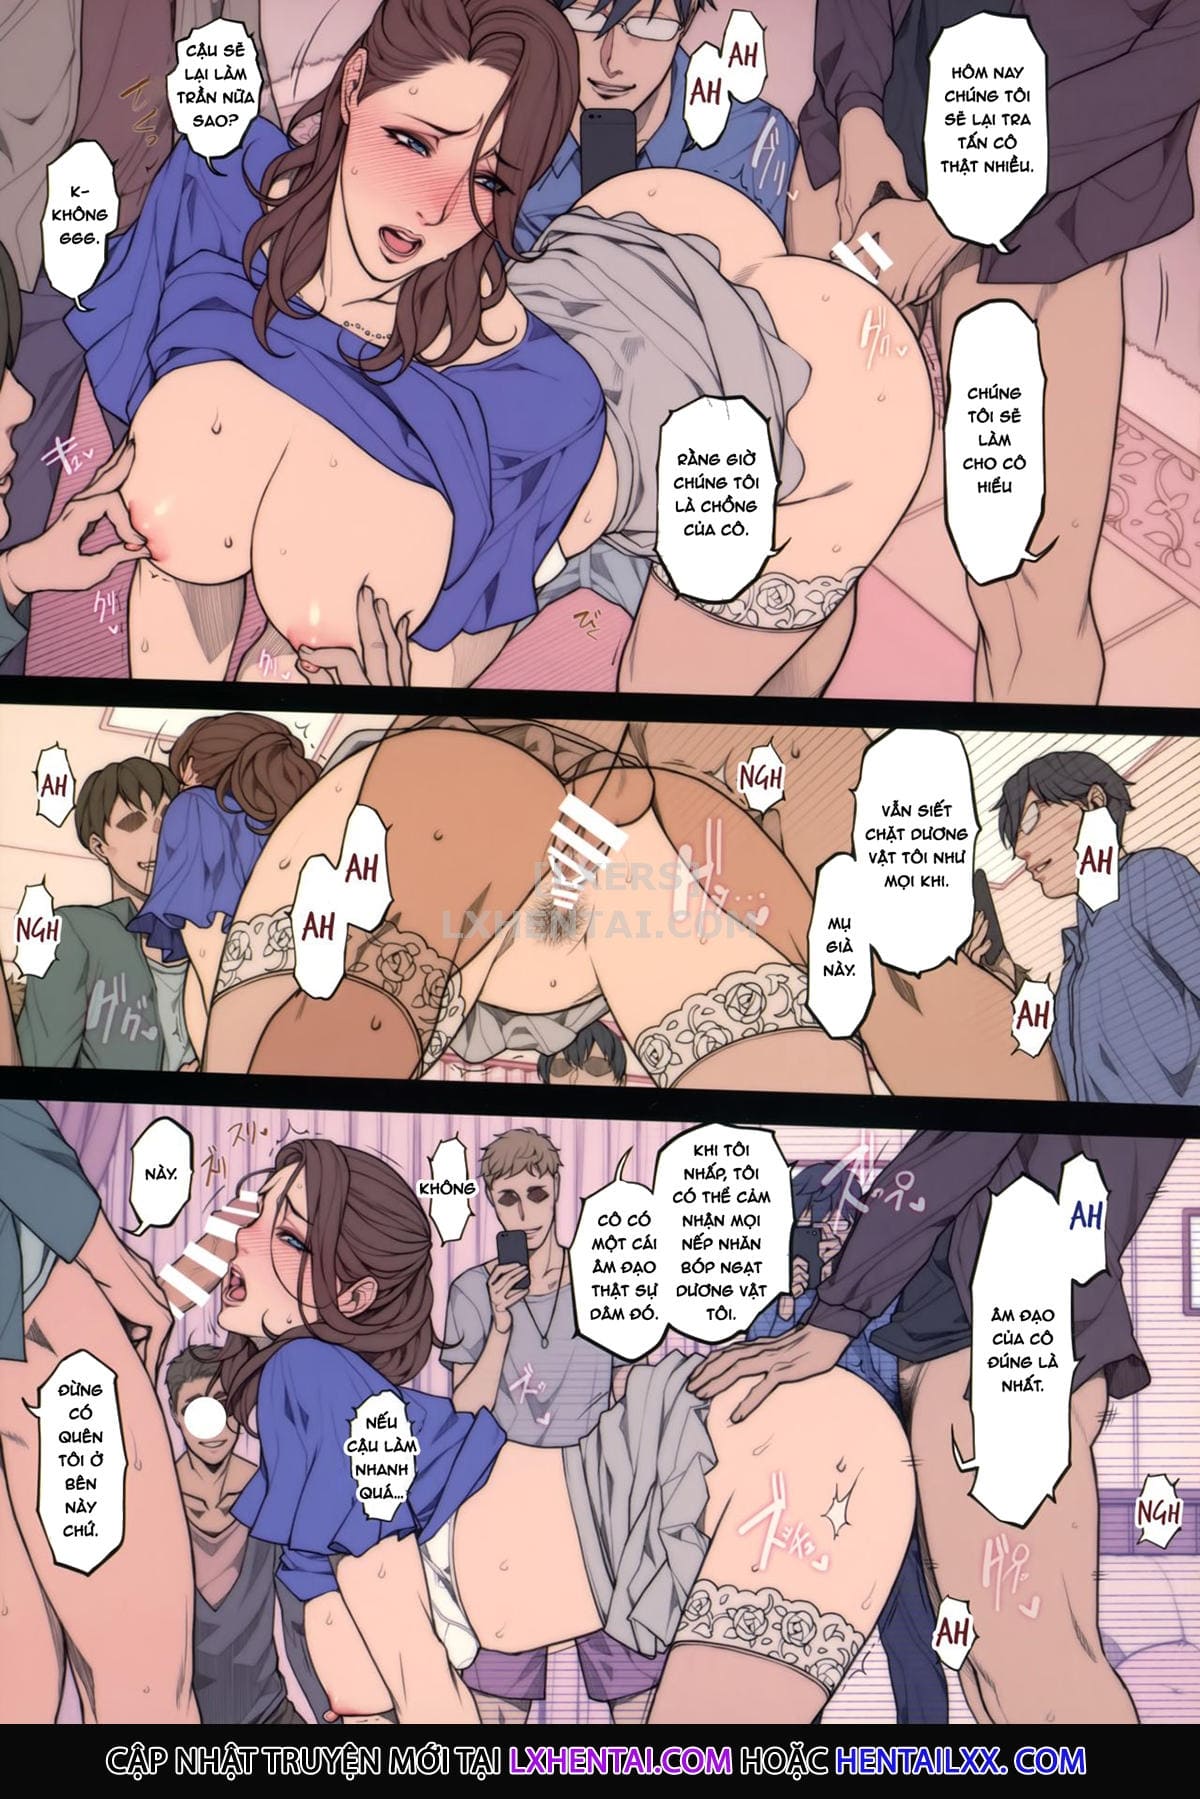 HÔM NAY
CHÚNG TÔI
SẼ LẠI TRA
TẤN CÔ
THẬT NHIỀU.
AH
AH
CẬU SẼ
LẠI LÀM
TRẦN NỮA
SAO?
K-
KHÔNG
GGG.
CHÚNG
TÔI SẼ
LÀM
CHO CÔ
HIỂU
RẰNG GIỜ
CHÚNG TÔI
LÀ CHỒNG
CỦA CÔ.
VẪN SIẾT
CHẶT DƯƠNG
VẬT TÔI NHƯ
MỌI KHI.
MỤ
GIÀ
NÀY.
AH
AH
NGH
AH
AH
AH
NGH
LXHENTAI.COM
AH
ÂM ĐẠO
CỦA CÔ
ĐÚNG LÀ
NHẤT.
KHI TÔI
NHẤP, TÔI
CÓ THỂ CẢM
NHẬN MỌI
NẾP NHĂN
BÓP NGẠT
DƯƠNG VẬT
TÔI.
CÔ CÓ
MỘT CÁI
ÂM ĐẠO
THẬT SỰ
DÂM ĐÓ.
KHÔNG
NÀY.
NẾU
CẬU LÀM
NHANH
QUÁ...
ĐỪNG
CÓ
QUÊN
TÔI Ở
BÊN
NÀY
CHỨ.
NGH
AH
CẬP NHẬT TRUYỆN MỚI TẠI LXHENTAI.COM HOẶC HENTAILXX. COM